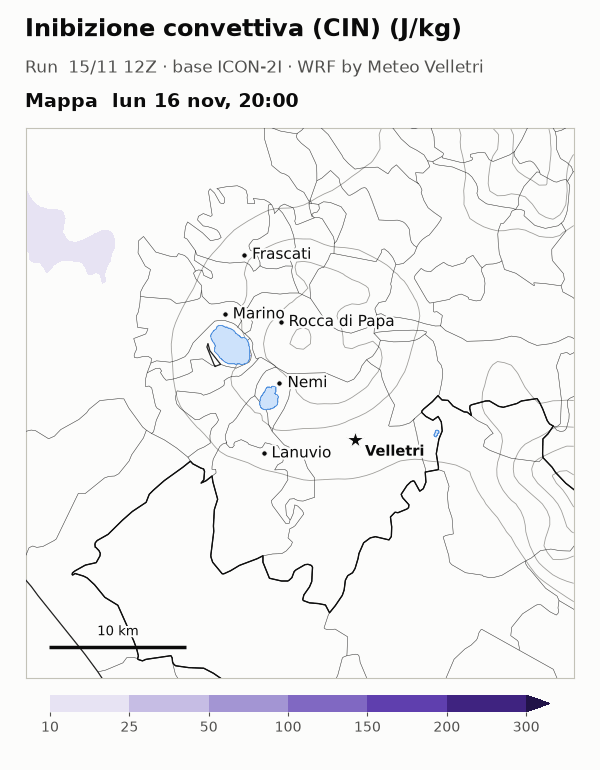 Inibizione convettiva (CIN) (J/kg)
Run  15/11 12Z · base ICON-2I · WRF by Meteo Velletri
Mappa  lun 16 nov, 20:00
Frascati
Marino
Rocca di Papa
Nemi
Velletri
Lanuvio
10 km
10 25 50 100 150 200 300